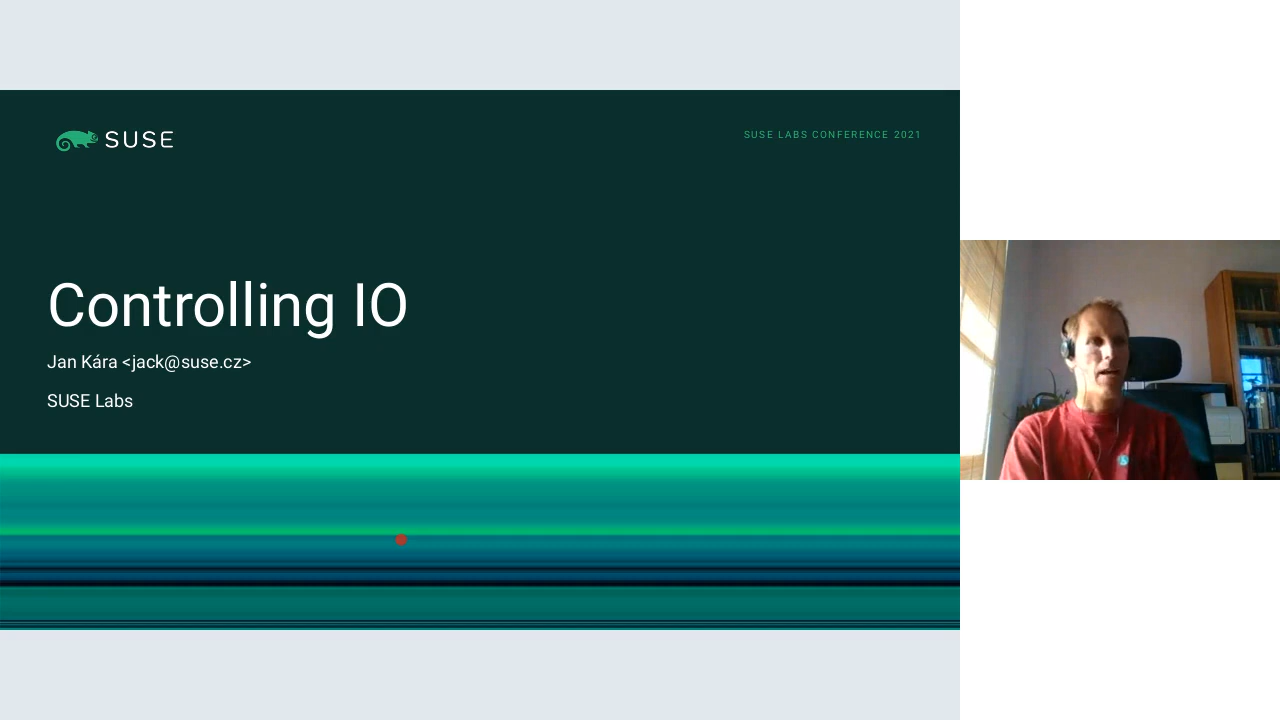 SUSE
SUSE LABS CONFERENCE 2021
Controlling IO
Jan Kára <jack@suse.cz>
SUSE Labs